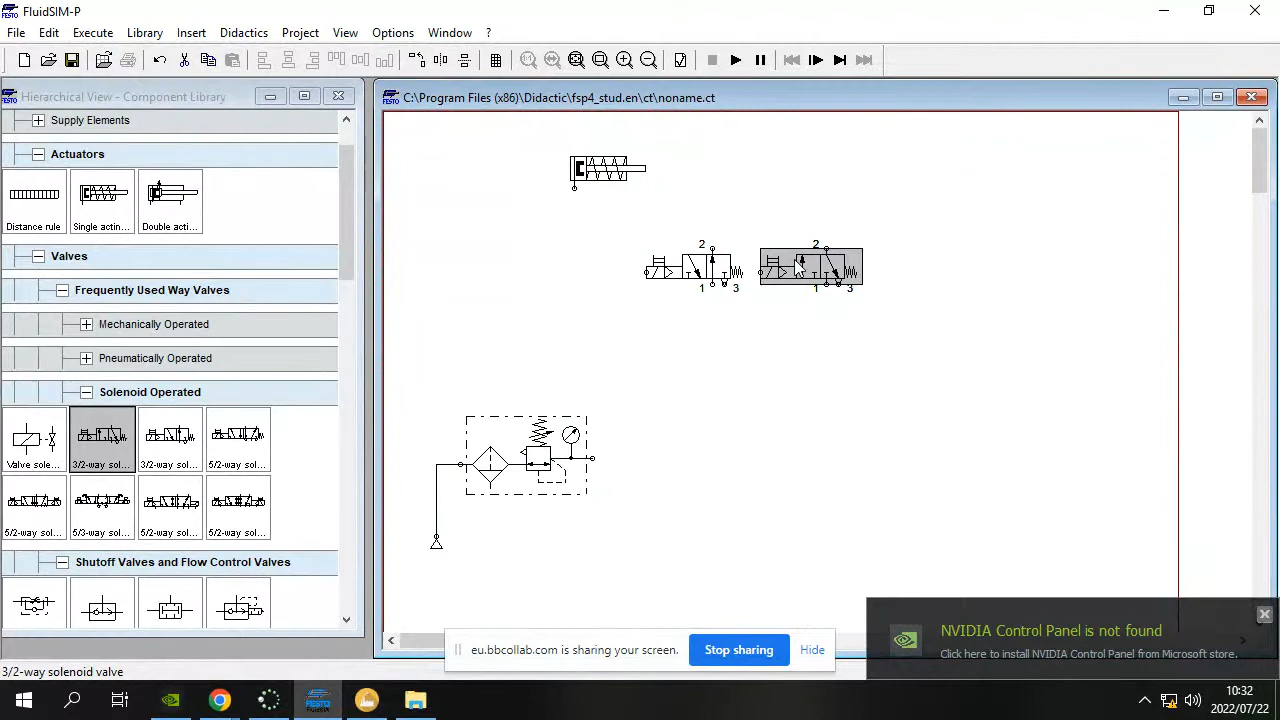 FESTO
FluidSIM-P
File Edit Execute Library Insert Didactics Project View Options Window ?
Hierarchical View - Component Library
C:\Program Files (x86)\Didactic\fsp4_stud.en\ct\noname.ct
Supply Elements
Actuators
Distance rule Single actin... Double acti...
Valves
Frequently Used Way Valves
Mechanically Operated
Pneumatically Operated
Solenoid Operated
Valve sole... 3/2-way sol... 3/2-way sol... 5/2-way sol...
5/2-way sol... 5/3-way sol... 5/2-way sol... 5/2-way sol...
Shutoff Valves and Flow Control Valves
2 2
1 3 1 3
eu.bbcollab.com is sharing your screen. Stop sharing Hide
NVIDIA Control Panel is not found
Click here to install NVIDIA Control Panel from Microsoft store.
3/2-way solenoid valve
FESTO
10:32
2022/07/22